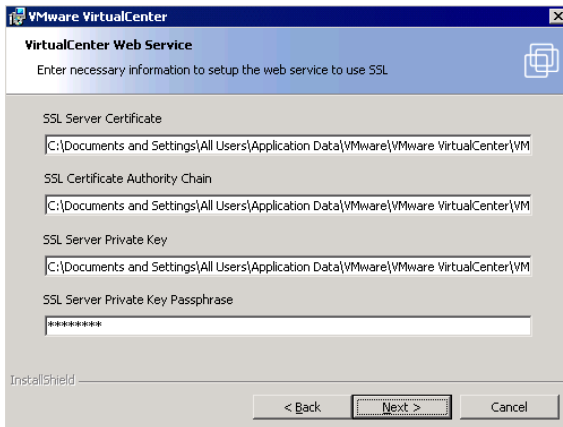 VMware VirtualCenter
VirtualCenter Web Service
Enter necessary information to setup the web service to use SSL
SSL Server Certificate
C:\Documents and Settings\All Users\Application Data\VMware\VMware VirtualCenter\VM
SSL Certificate Authority Chain
C:\Documents and Settings\All Users\Application Data\VMware\VMware VirtualCenter\VM
SSL Server Private Key
C:\Documents and Settings\All Users\Application Data\VMware\VMware VirtualCenter\VM
SSL Server Private Key Passphrase
********
InstallShield
< Back Next > Cancel